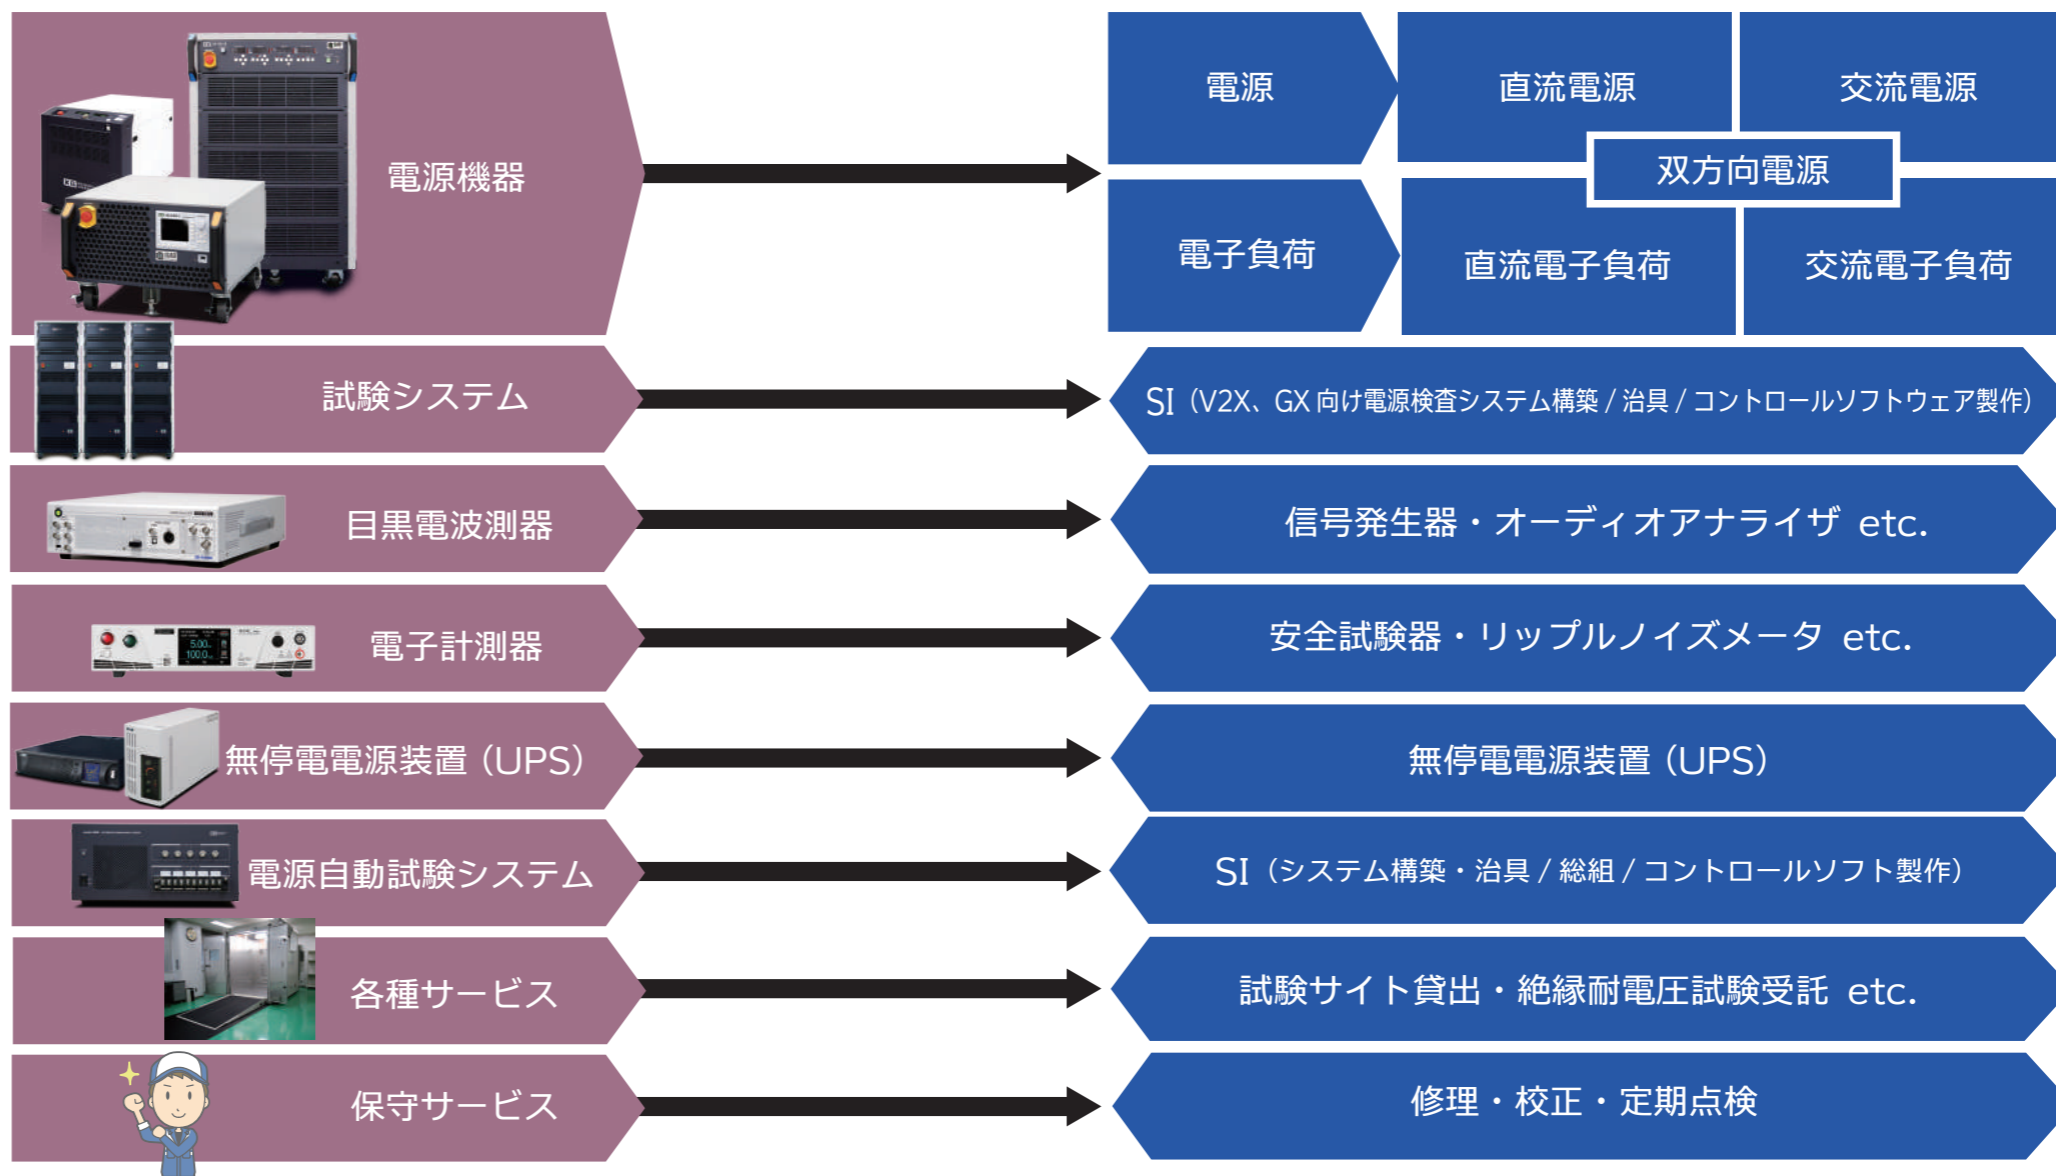 電源機器
電源
直流電源
交流電源
双方向電源
電子負荷
直流電子負荷
交流電子負荷
試験システム
SI（V2X、GX 向け電源検査システム構築 / 治具 / コントロールソフトウェア製作）
目黒電波測器
信号発生器・オーディオアナライザ etc.
電子計測器
5.00
100.0
安全試験器・リップルノイズメータ etc.
無停電電源装置（UPS）
無停電電源装置（UPS）
電源自動試験システム
SI（システム構築・治具 / 総組 / コントロールソフト製作）
各種サービス
試験サイト貸出・絶縁耐電圧試験受託 etc.
保守サービス
修理・校正・定期点検